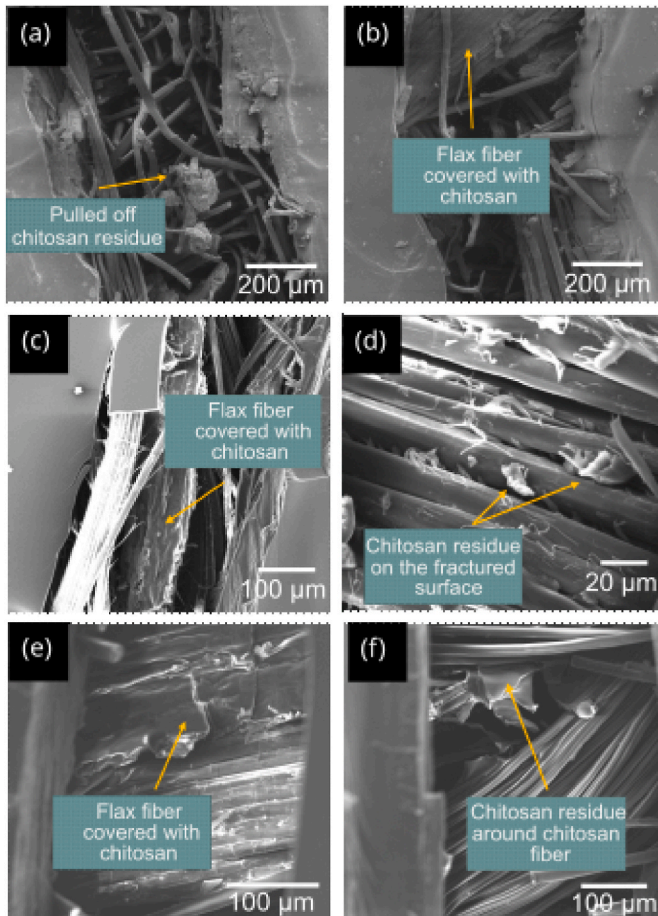 (a)
Pulled off
chitosan residue
200 µm
(b)
Flax fiber
covered with
chitosan
200 µm
(c)
Flax fiber
covered with
chitosan
100 µm
(d)
Chitosan residue
on the fractured
surface
20 µm
(e)
Flax fiber
covered with
chitosan
100 µm
(f)
Chitosan residue
around chitosan
fiber
100 µm